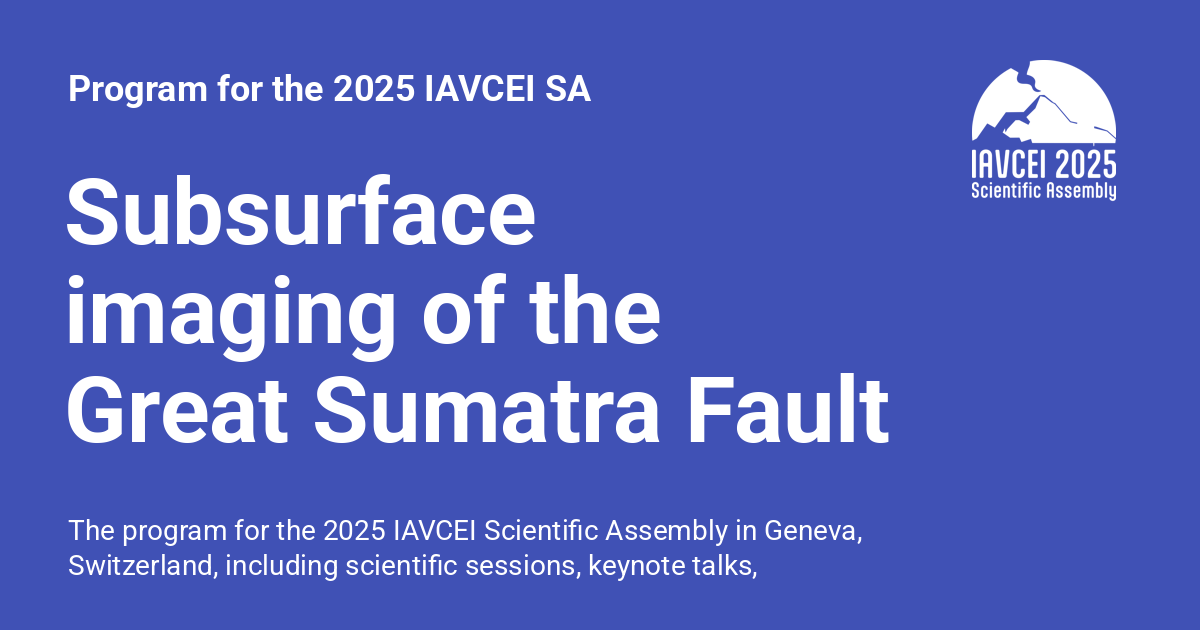 Program for the 2025 IAVCEI SA
IAVCEI 2025
Scientific Assembly
Subsurface
imaging of the
Great Sumatra Fault
The program for the 2025 IAVCEI Scientific Assembly in Geneva,
Switzerland, including scientific sessions, keynote talks,